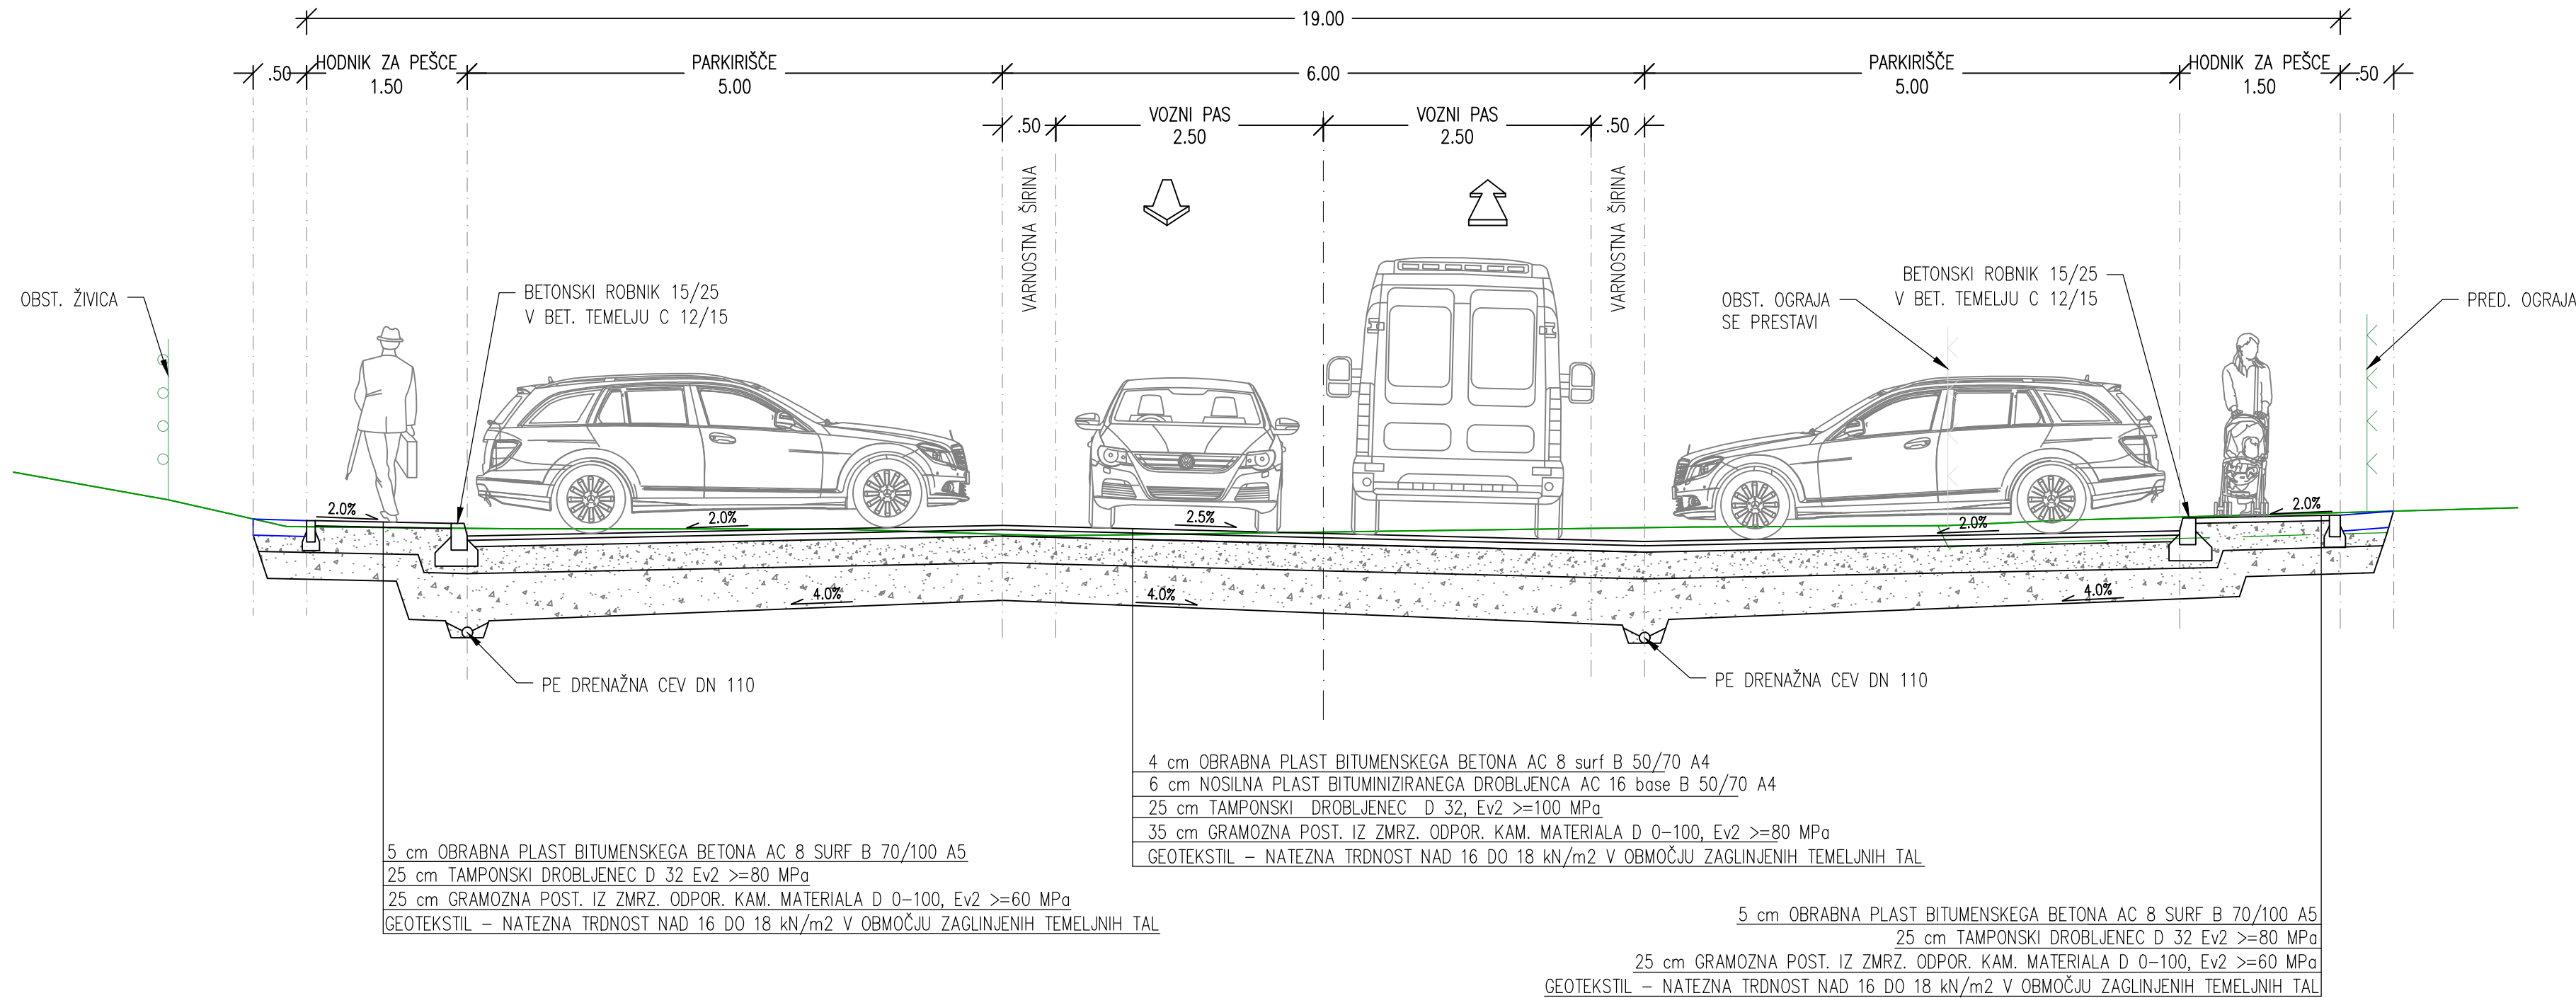 19.00
.50
HODNIK ZA PEŠCE
1.50
PARKIRIŠČE
5.00
6.00
PARKIRIŠČE
5.00
HODNIK ZA PEŠCE
1.50
.50
.50
VOZNI PAS
2.50
VOZNI PAS
2.50
.50
VARNOSTNA ŠIRINA
VARNOSTNA ŠIRINA
OBST. ŽIVICA
BETONSKI ROBNIK 15/25
V BET. TEMELJU C 12/15
OBST. OGRAJA
SE PRESTAVI
BETONSKI ROBNIK 15/25
V BET. TEMELJU C 12/15
PRED. OGRAJA
2.0%
2.0%
2.5%
2.0%
2.0%
4.0%
4.0%
4.0%
PE DRENAŽNA CEV DN 110
PE DRENAŽNA CEV DN 110
4 cm OBRABNA PLAST BITUMENSKEGA BETONA AC 8 surf B 50/70 A4
6 cm NOSILNA PLAST BITUMINIZIRANEGA DROBLJENCA AC 16 base B 50/70 A4
25 cm TAMPONSKI DROBLJENEC D 32, Ev2 >=100 MPa
35 cm GRAMOZNA POST. IZ ZMRZ. ODPOR. KAM. MATERIALA D 0-100, Ev2 >=80 MPa
GEOTEKSTIL - NATEZNA TRDNOST NAD 16 DO 18 kN/m2 V OBMOČJU ZAGLINJENIH TEMELJNIH TAL
5 cm OBRABNA PLAST BITUMENSKEGA BETONA AC 8 SURF B 70/100 A5
25 cm TAMPONSKI DROBLJENEC D 32 Ev2 >=80 MPa
25 cm GRAMOZNA POST. IZ ZMRZ. ODPOR. KAM. MATERIALA D 0-100, Ev2 >=60 MPa
GEOTEKSTIL - NATEZNA TRDNOST NAD 16 DO 18 kN/m2 V OBMOČJU ZAGLINJENIH TEMELJNIH TAL
5 cm OBRABNA PLAST BITUMENSKEGA BETONA AC 8 SURF B 70/100 A5
25 cm TAMPONSKI DROBLJENEC D 32 Ev2 >=80 MPa
25 cm GRAMOZNA POST. IZ ZMRZ. ODPOR. KAM. MATERIALA D 0-100, Ev2 >=60 MPa
GEOTEKSTIL - NATEZNA TRDNOST NAD 16 DO 18 kN/m2 V OBMOČJU ZAGLINJENIH TEMELJNIH TAL